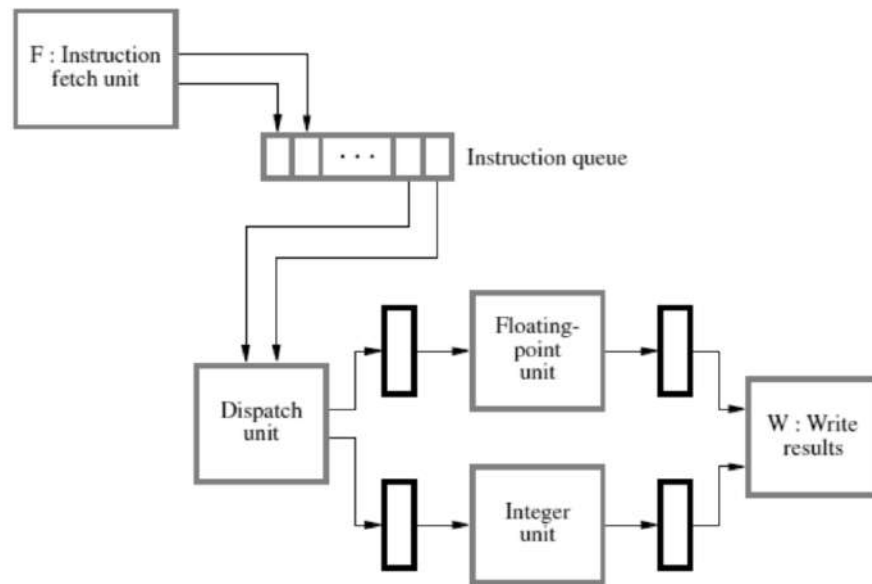 F : Instruction
fetch unit
. . .
Instruction queue
Floating-
point
unit
Dispatch
unit
W : Write
results
Integer
unit